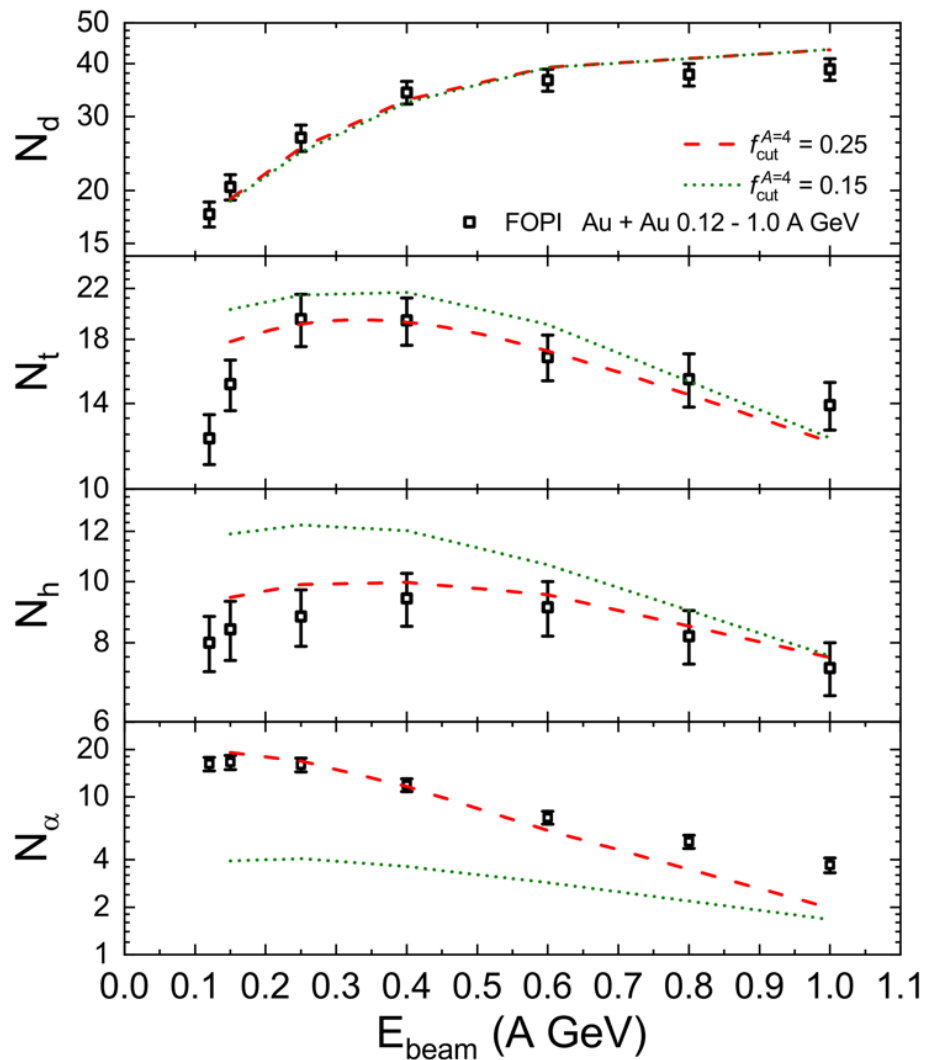 50
40
30
20
15
N_d
f_cut^{A=4} = 0.25
f_cut^{A=4} = 0.15
FOPI Au + Au 0.12 - 1.0 A GeV
22
18
14
10
N_t
12
10
8
6
N_h
20
10
4
2
1
N_α
0.0 0.1 0.2 0.3 0.4 0.5 0.6 0.7 0.8 0.9 1.0 1.1
E_beam (A GeV)